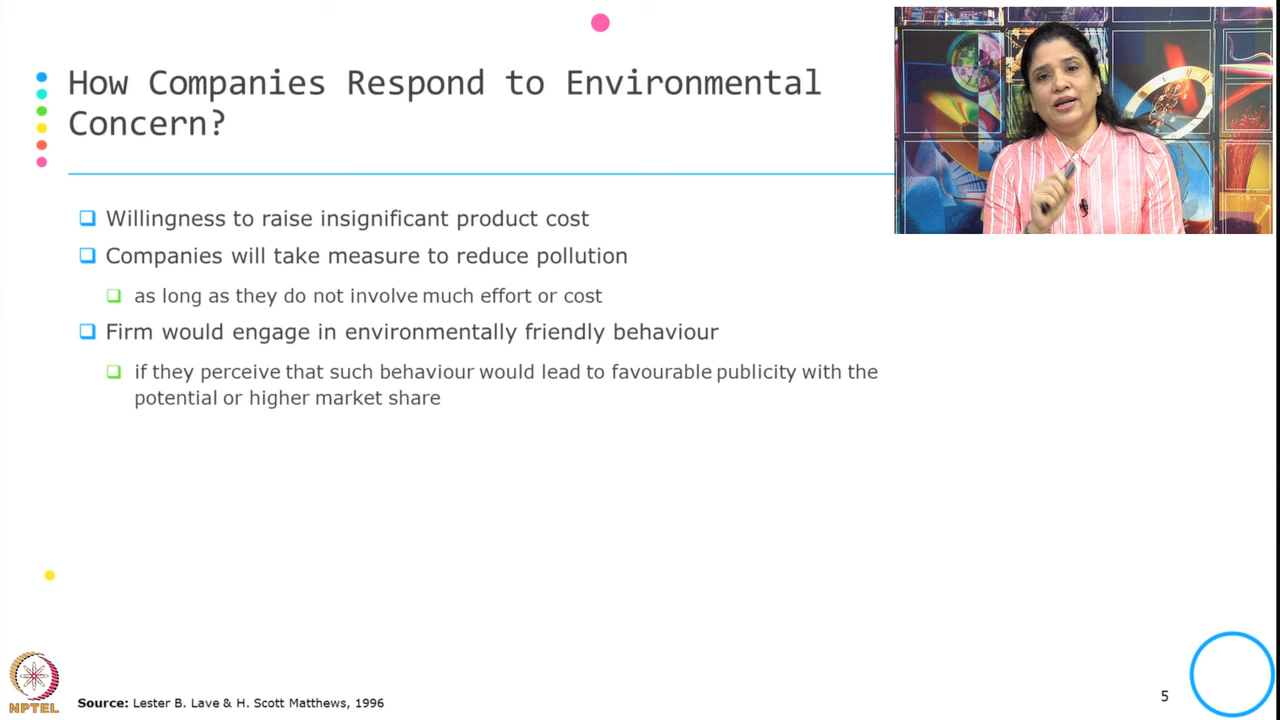 How Companies Respond to Environmental
Concern?
Willingness to raise insignificant product cost
Companies will take measure to reduce pollution
as long as they do not involve much effort or cost
Firm would engage in environmentally friendly behaviour
if they perceive that such behaviour would lead to favourable publicity with the
potential or higher market share
NPTEL
Source: Lester B. Lave & H. Scott Matthews, 1996
5